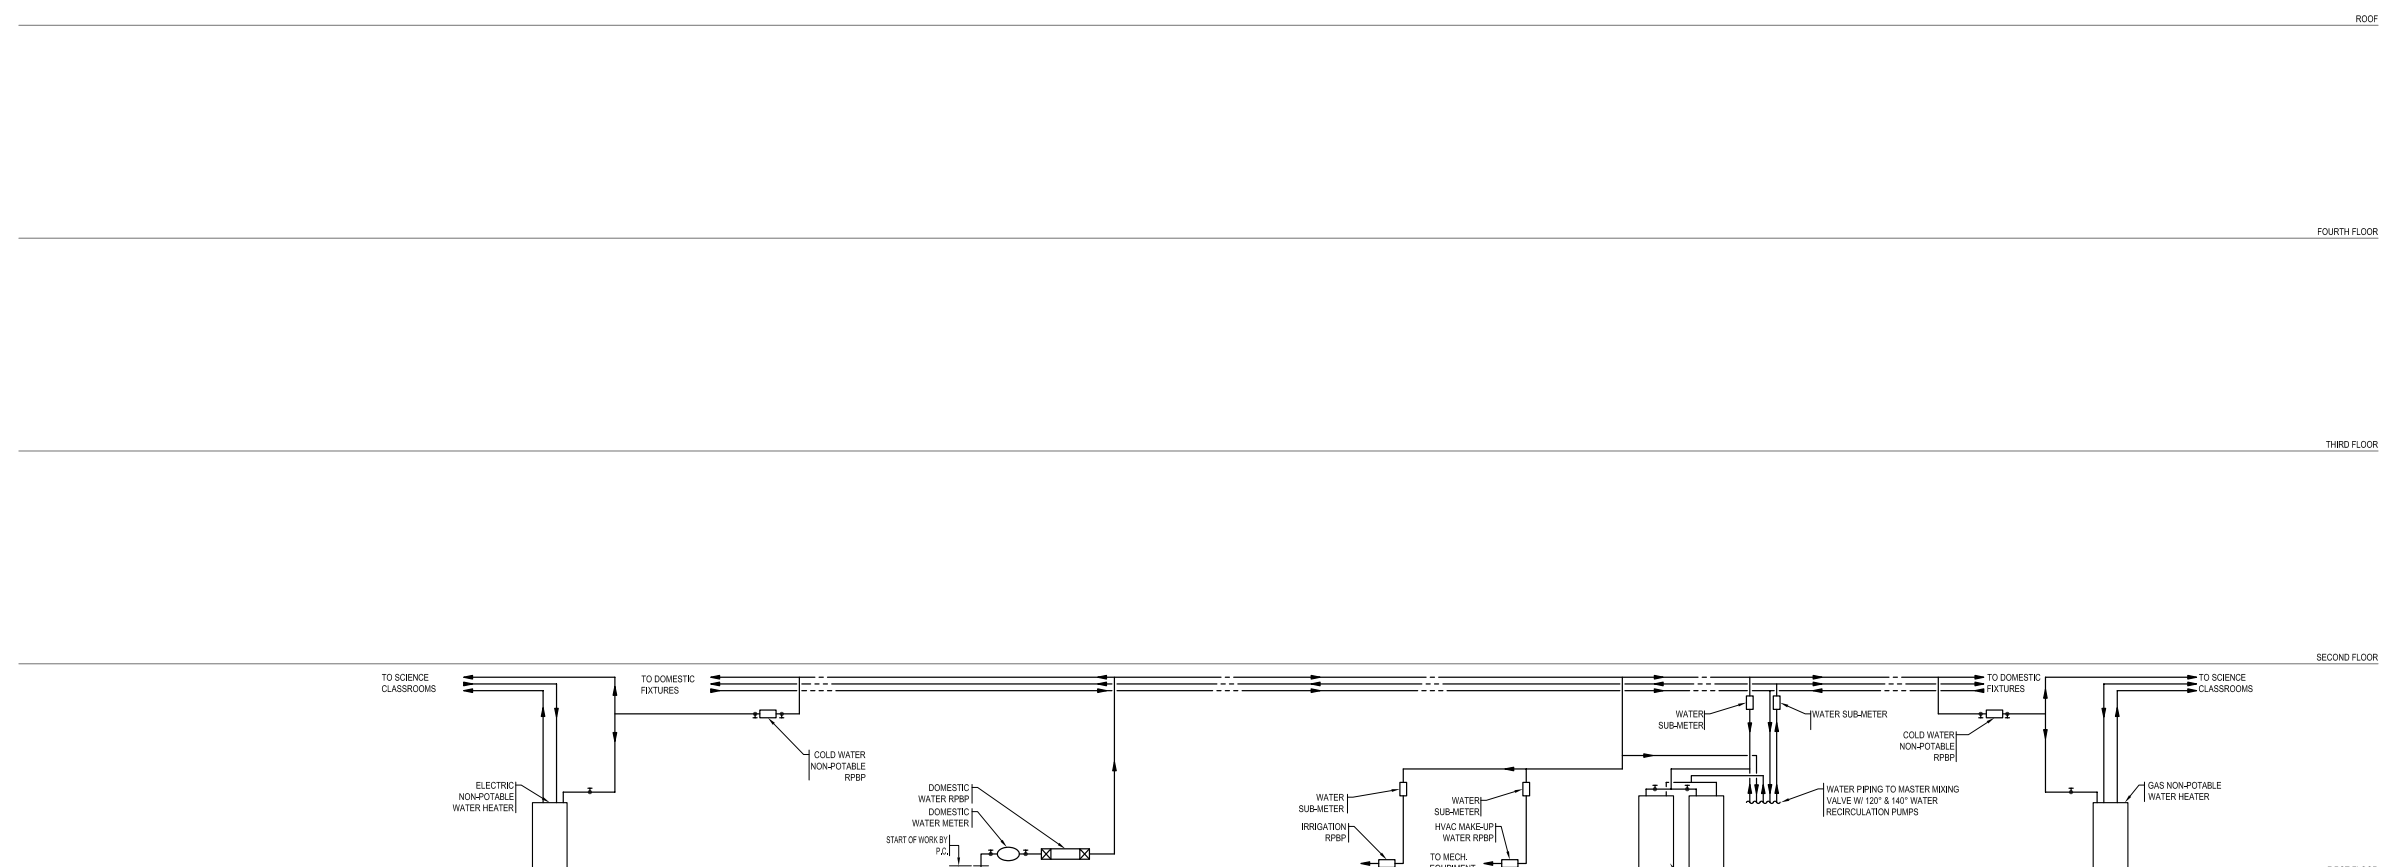 ROOF
FOURTH FLOOR
THIRD FLOOR
SECOND FLOOR
TO SCIENCE
CLASSROOMS
TO DOMESTIC
FIXTURES
TO DOMESTIC
FIXTURES
TO SCIENCE
CLASSROOMS
WATER
SUB-METER
WATER SUB-METER
COLD WATER
NON-POTABLE
RPBP
COLD WATER
NON-POTABLE
RPBP
ELECTRIC
NON-POTABLE
WATER HEATER
DOMESTIC
WATER RPBP
DOMESTIC
WATER METER
START OF WORK BY
P.C.
WATER
SUB-METER
IRRIGATION
RPBP
WATER
SUB-METER
HVAC MAKE-UP
WATER RPBP
TO MECH.
WATER PIPING TO MASTER MIXING
VALVE W/ 120° & 140° WATER
RECIRCULATION PUMPS
GAS NON-POTABLE
WATER HEATER